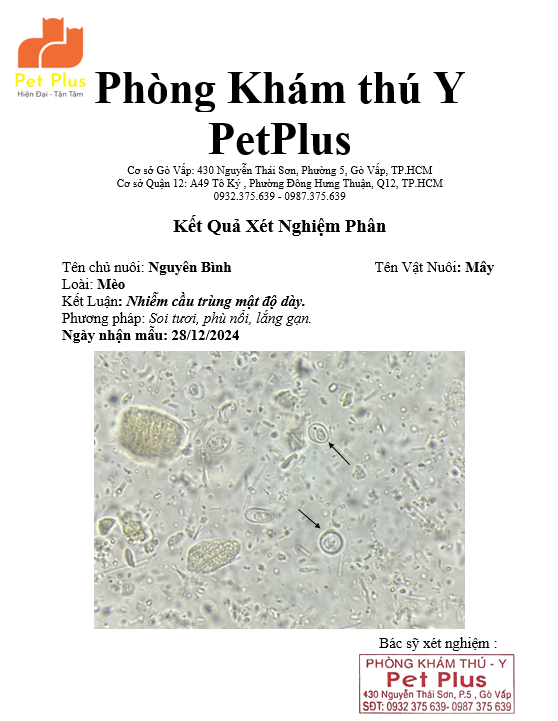 Pet Plus
Hiện Đại - Tận Tâm
Phòng Khám thú Y
PetPlus
Cơ sở Gò Vấp: 430 Nguyễn Thái Sơn, Phường 5, Gò Vấp, TP.HCM
Cơ sở Quận 12: A49 Tô Ký , Phường Đông Hưng Thuận, Q12, TP.HCM
0932.375.639 - 0987.375.639
Kết Quả Xét Nghiệm Phân
Tên chủ nuôi: Nguyên Bình Tên Vật Nuôi: Mây
Loài: Mèo
Kết Luận: Nhiễm cầu trùng mật độ dày.
Phương pháp: Soi tươi, phù nổi, lắng gạn.
Ngày nhận mẫu: 28/12/2024
Bác sỹ xét nghiệm :
PHÒNG KHÁM THÚ - Y
Pet Plus
430 Nguyễn Thái Sơn, P.5 , Gò Vấp
SĐT: 0932 375 639- 0987 375 639